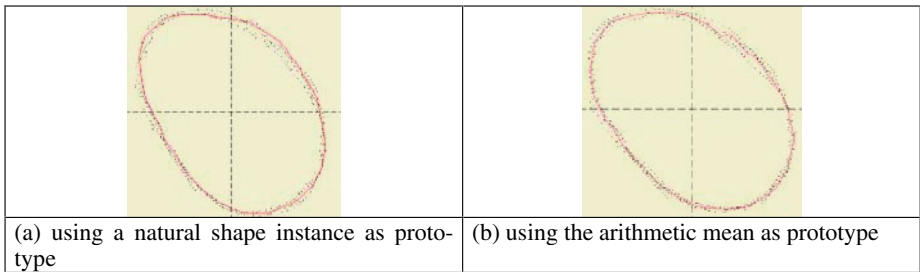 (a) using a natural shape instance as proto-
type
(b) using the arithmetic mean as prototype